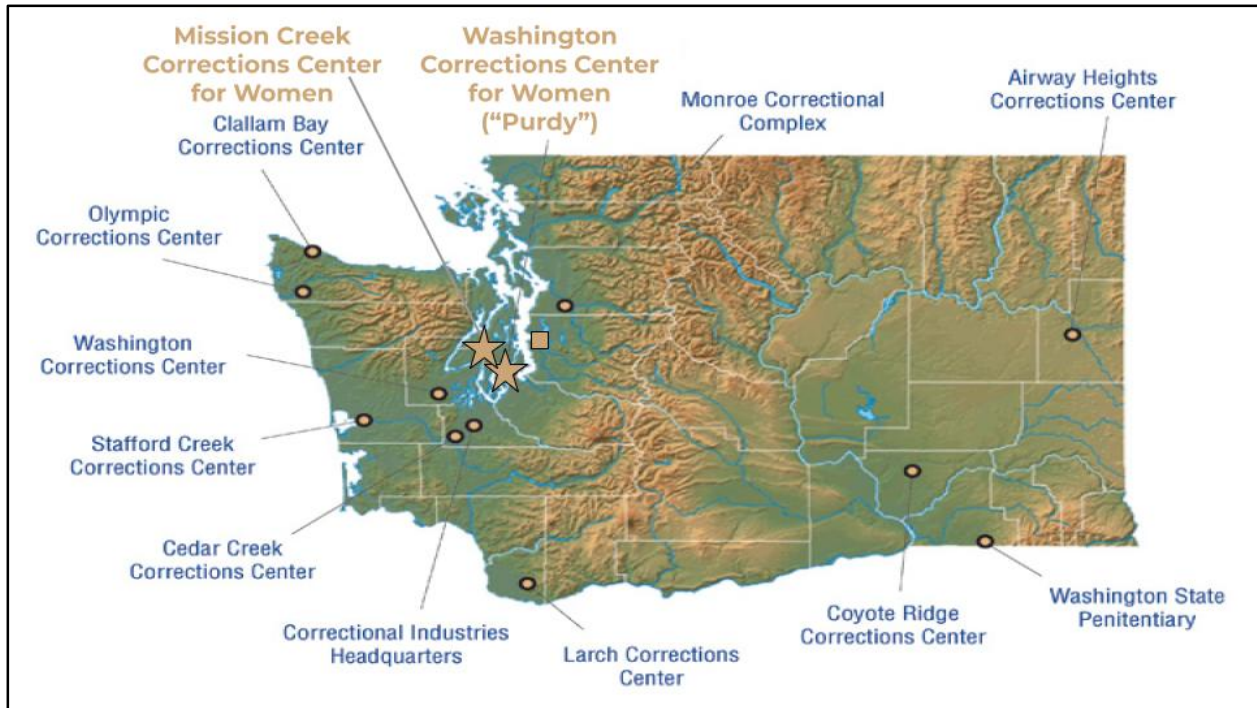 Mission Creek
Corrections Center
for Women
Washington
Corrections Center
for Women
(“Purdy”)
Airway Heights
Corrections Center
Monroe Correctional
Complex
Clallam Bay
Corrections Center
Olympic
Corrections Center
Washington
Corrections Center
Stafford Creek
Corrections Center
Cedar Creek
Corrections Center
Correctional Industries
Headquarters
Larch Corrections
Center
Coyote Ridge
Corrections Center
Washington State
Penitentiary